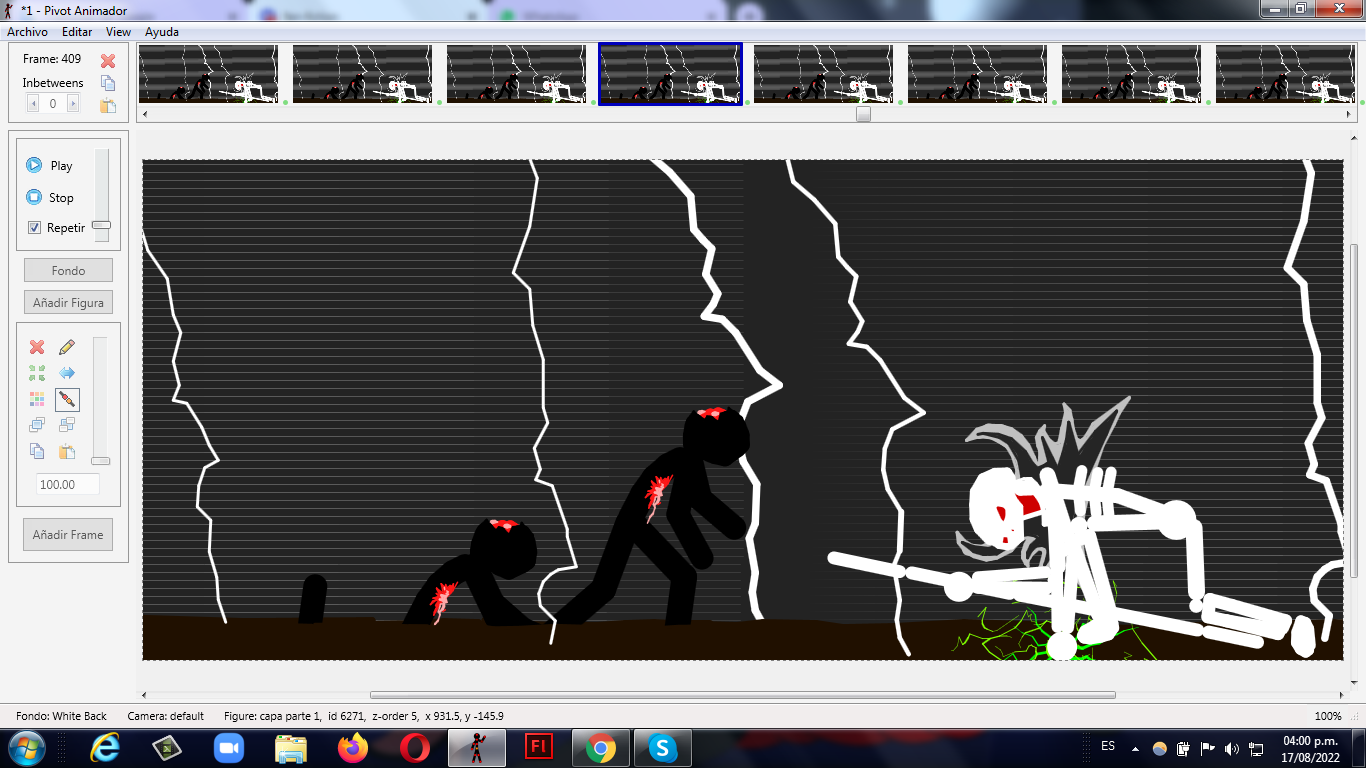 *1 - Pivot Animador
Archivo Editar View Ayuda
Frame: 409
Inbetweens
0
Play
Stop
Repetir
Fondo
Añadir Figura
100.00
Añadir Frame
Fondo: White Back Camera: default Figure: capa parte 1, id 6271, z-order 5, x 931.5, y -145.9 100%
Fl
S
ES
04:00 p.m.
17/08/2022